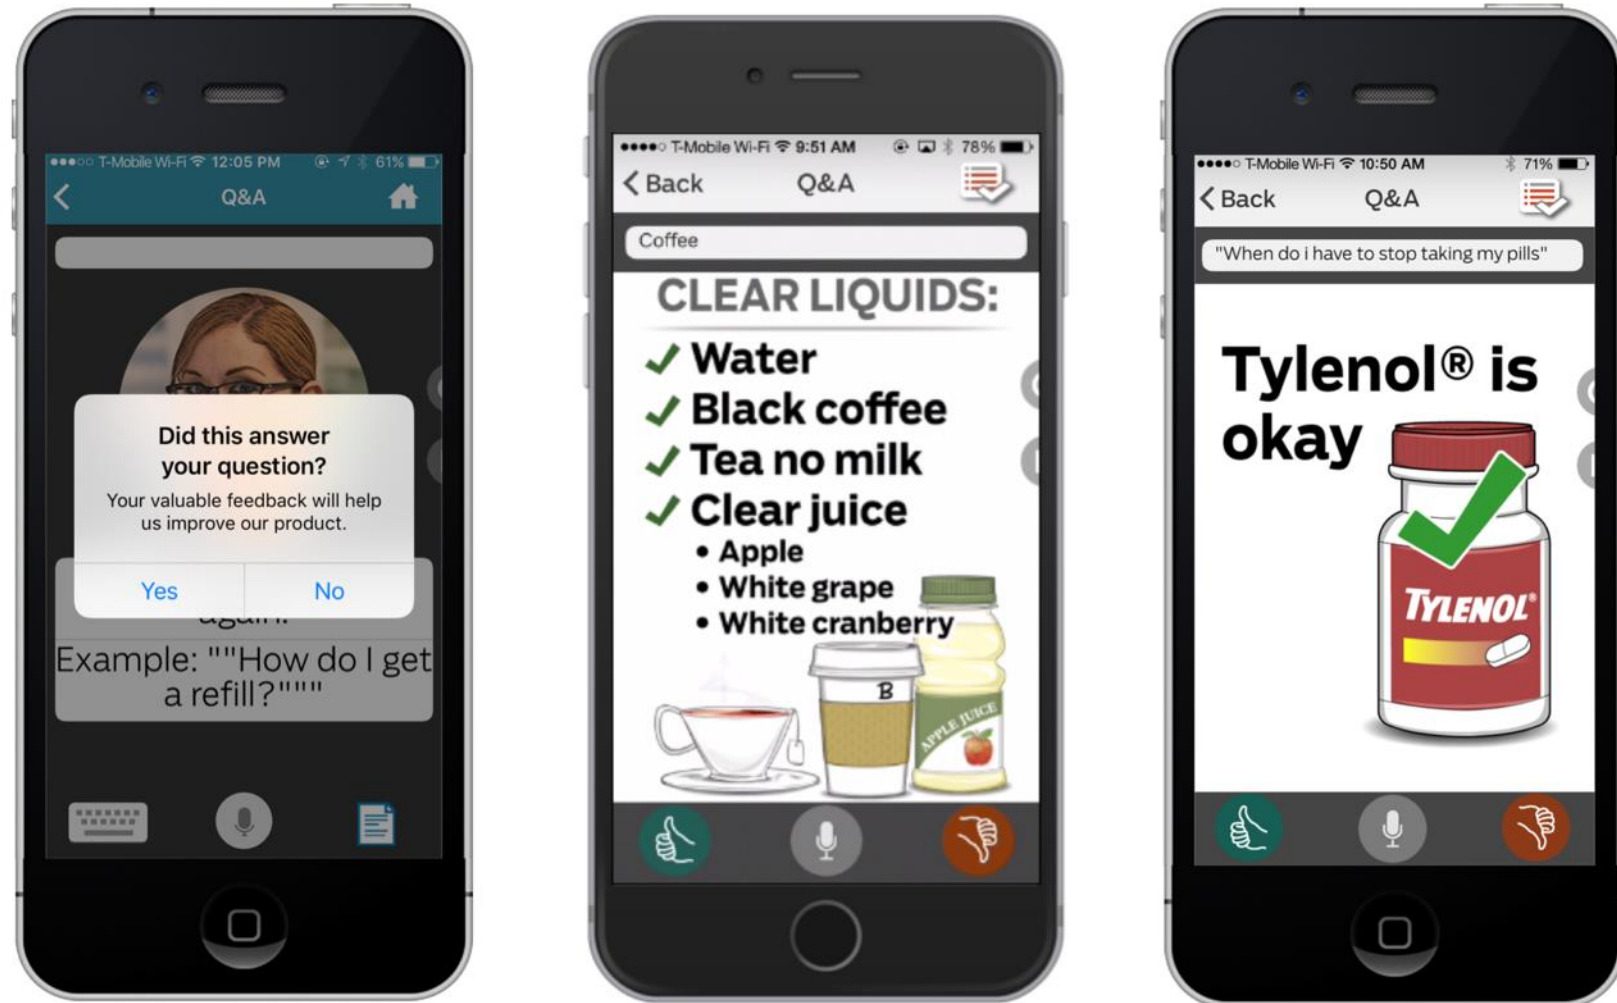 T-Mobile Wi-Fi 12:05 PM 61%
Q&A
Did this answer
your question?
Your valuable feedback will help
us improve our product.
Yes No
again.
Example: ""How do I get
a refill?"""
T-Mobile Wi-Fi 9:51 AM 78%
Back Q&A
Coffee
CLEAR LIQUIDS:
Water
Black coffee
Tea no milk
Clear juice
• Apple
• White grape
• White cranberry
B
APPLE JUICE
T-Mobile Wi-Fi 10:50 AM 71%
Back Q&A
"When do i have to stop taking my pills"
Tylenol® is
okay
TYLENOL®